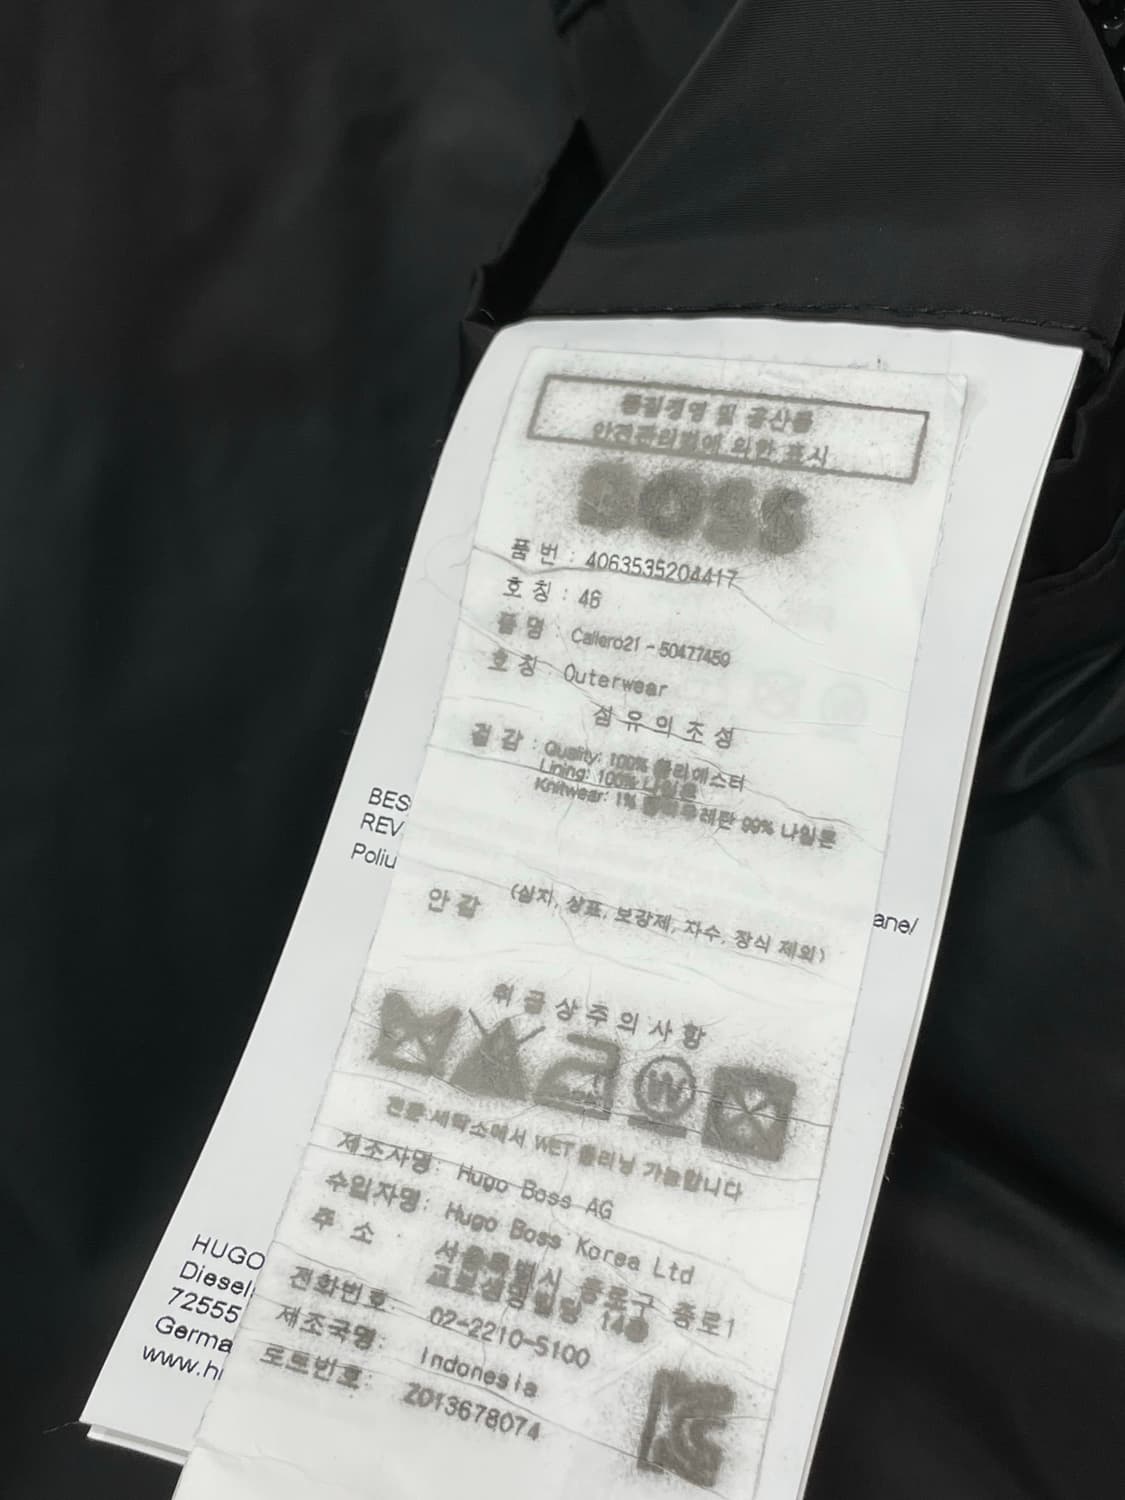 품질경영 및 공산품
안전관리법에 의한 표시
BOSS
품 번 : 4063535204417
호 칭 : 46
품 명 : Callero21 - 50477459
호 칭 : Outerwear
섬 유 의 조 성
겉 감 : Quality: 100% 폴리에스터
Lining: 100% 나일론
Knitwear: 1% 폴리우레탄 99% 나일론
BES
REV
Poliu
ane/
안 감 (심지, 상표, 보강제, 자수, 장식 제외)
취 급 상 주 의 사 항
W
전문 세탁소에서 WET 클리닝 가능합니다
제조자명: Hugo Boss AG
수입자명: Hugo Boss Korea Ltd
주 소 서울특별시 종로구 종로1
교보생명빌딩 14층
전화번호: 02-2210-5100
제조국명: Indonesia
로트번호: Z013678074
HUGO
Diesel
72555
Germa
www.hu